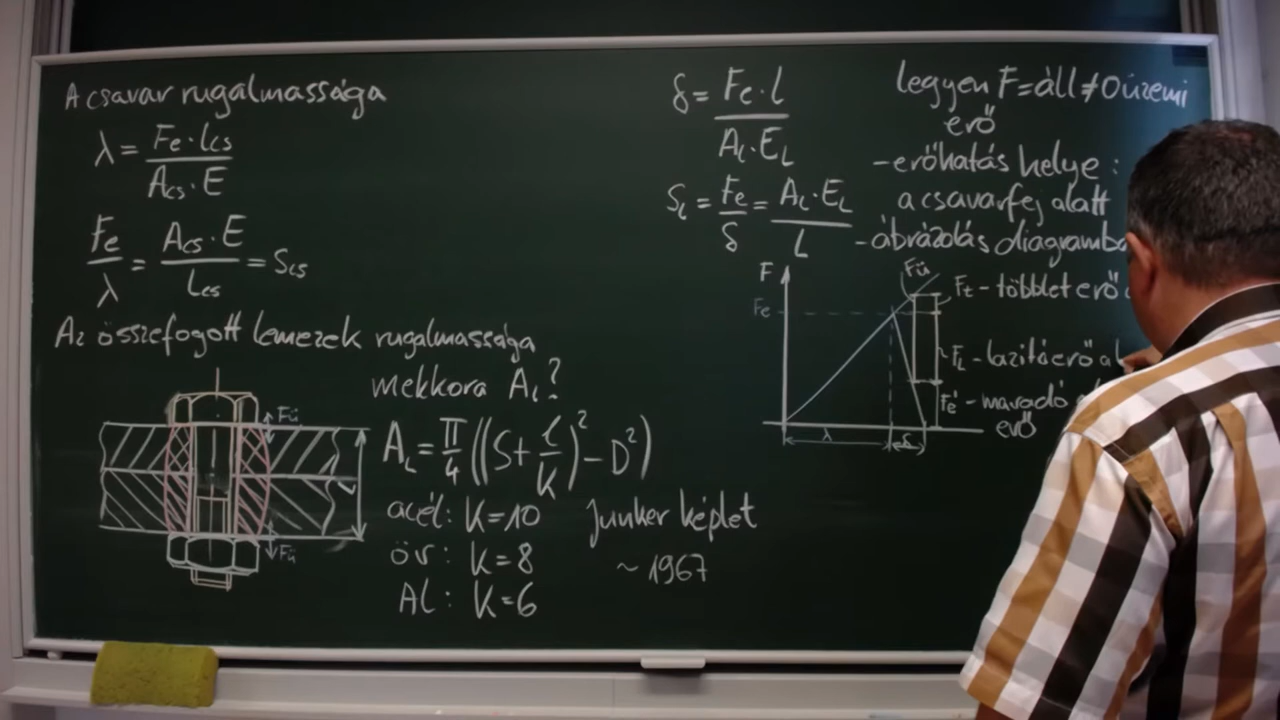 A csavar rugalmassága
λ = Fe·lcs / Acs·E
Fe / λ = Acs·E / Lcs = Scs
Az összefogott lemezek rugalmassága
mekkora AL?
AL = π/4 ((S + L/K)² − D²)
acél: K=10
öv: K=8
Al: K=6
Junker képlet
~1967
Fü
L
Fü
δ = Fe·l / AL·EL
SL = Fe / δ = AL·EL / L
legyen F=áll≠0 üzemi
erő
-erőhatás helye:
a csavarfej alatt
-ábrázolás
F
Fe
Fü
Ft - többlet erő
FL - lazítóerő a
Fe' - maradó
erő
λ
δ